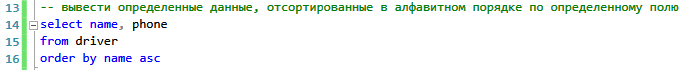 13 -- вывести определенные данные, отсортированные в алфавитном порядке по определенному полю
14 select name, phone
15 from driver
16 order by name asc